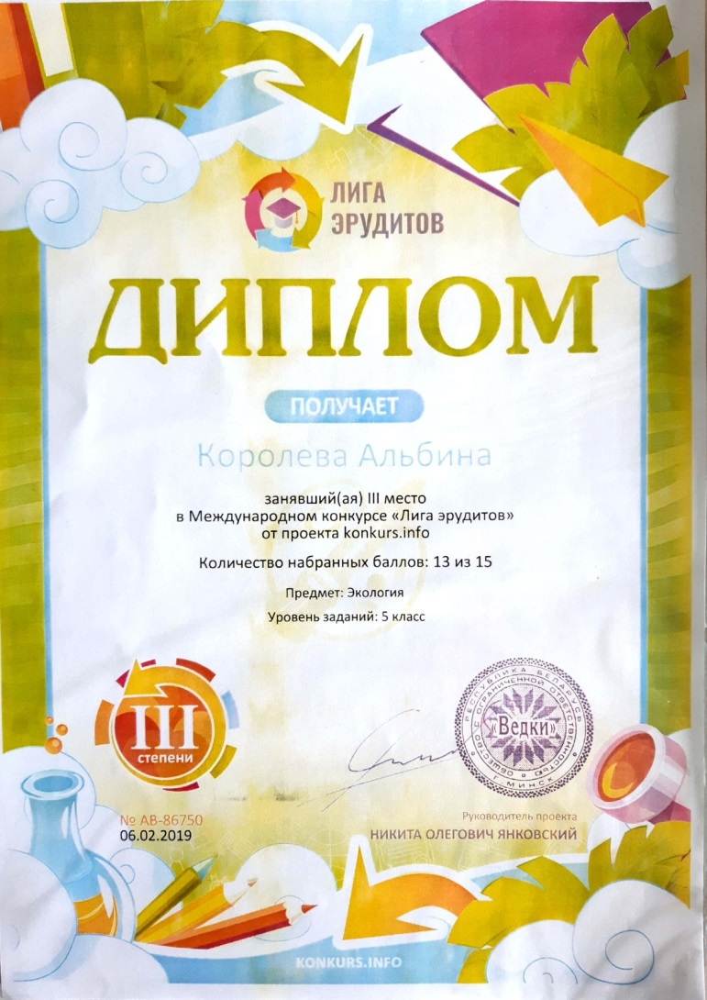 ЛИГА
ЭРУДИТОВ
ДИПЛОМ
ПОЛУЧАЕТ
Королева Альбина
занявший(ая) III место
в Международном конкурсе «Лига эрудитов»
от проекта konkurs.info
Количество набранных баллов: 13 из 15
Предмет: Экология
Уровень заданий: 5 класс
III
степени
РЕСПУБЛИКА БЕЛАРУСЬ
ОБЩЕСТВО С ОГРАНИЧЕННОЙ ОТВЕТСТВЕННОСТЬЮ
«Ведки»
Г. МИНСК
№ АВ-86750
06.02.2019
Руководитель проекта
НИКИТА ОЛЕГОВИЧ ЯНКОВСКИЙ
KONKURS.INFO